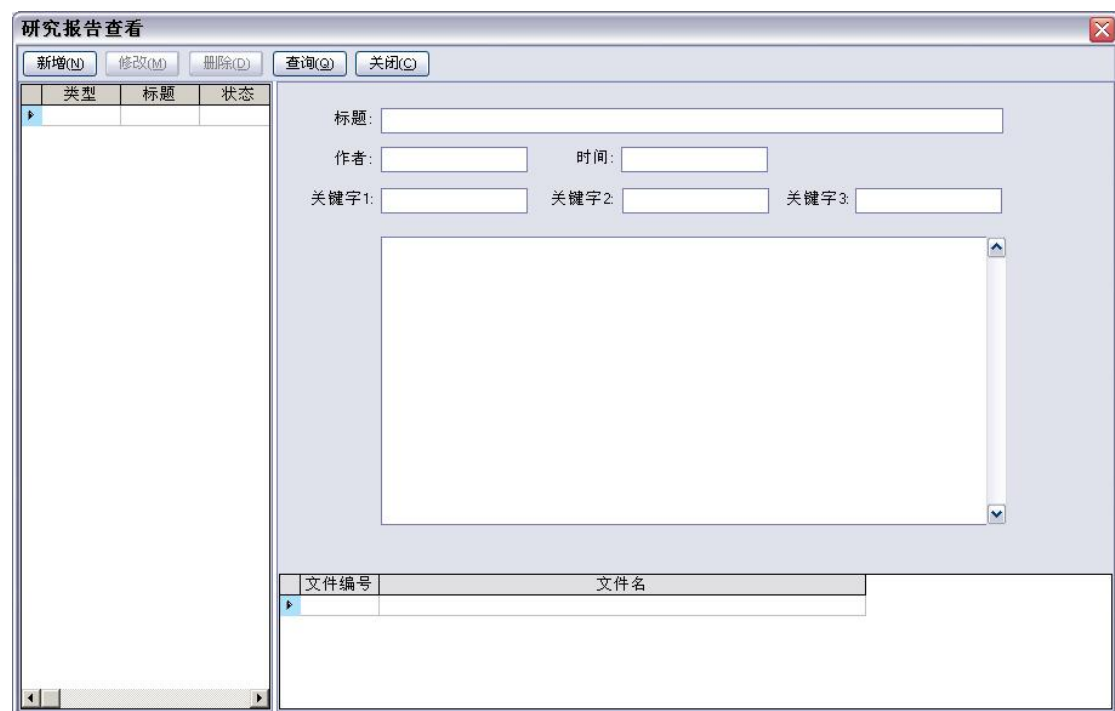 研究报告查看
新增(N) 修改(M) 删除(D) 查询(Q) 关闭(C)
类型 标题 状态
标题:
作者: 时间:
关键字1: 关键字2: 关键字3:
文件编号 文件名